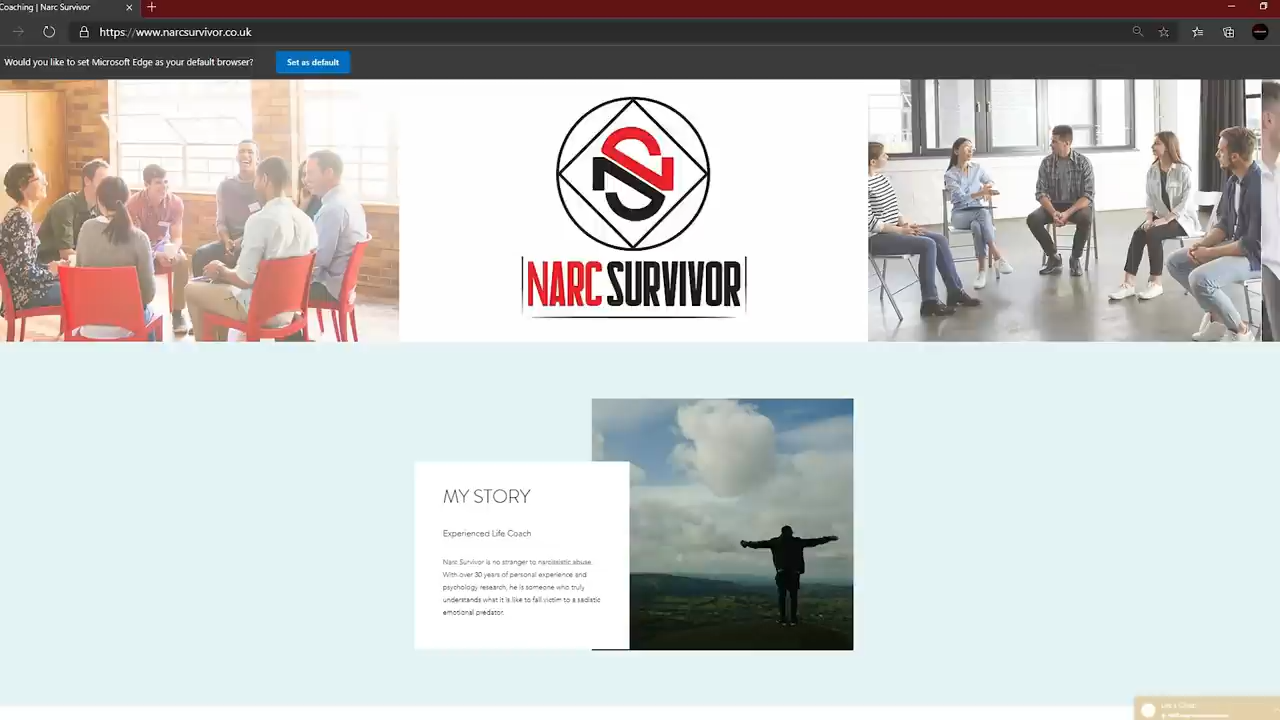 Coaching | Narc Survivor
https://www.narcsurvivor.co.uk
Would you like to set Microsoft Edge as your default browser?
Set as default
NARC SURVIVOR
MY STORY
Experienced Life Coach
Narc Survivor is no stranger to narcissistic abuse.
With over 30 years of personal experience and
psychology research, he is someone who truly
understands what it is like to fall victim to a sadistic
emotional predator.
Let's Chat!